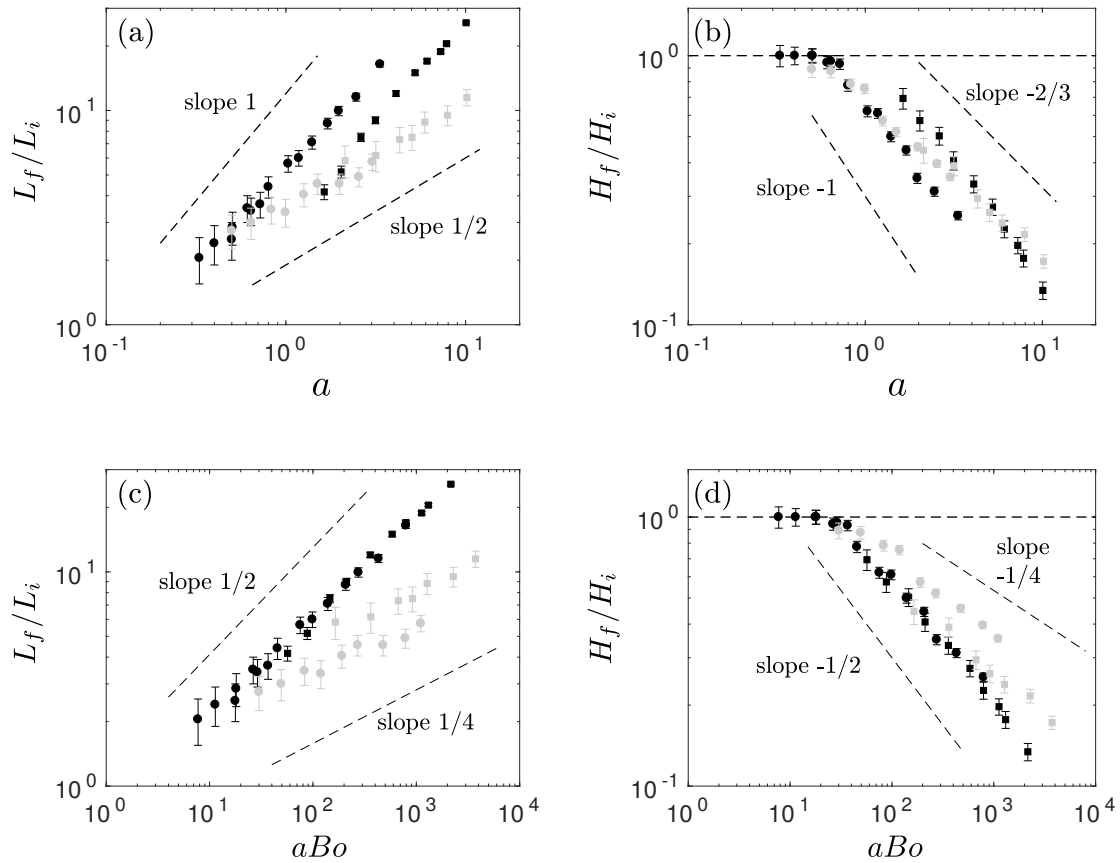 (a)
slope 1
slope 1/2
L_f/L_i
10^1
10^0
10^{-1}
10^0
10^1
a
(b)
slope -2/3
slope -1
H_f/H_i
10^0
10^{-1}
10^{-1}
10^0
10^1
a
(c)
slope 1/2
slope 1/4
L_f/L_i
10^1
10^0
10^0
10^1
10^2
10^3
10^4
aBo
(d)
slope
-1/4
slope -1/2
H_f/H_i
10^0
10^{-1}
10^0
10^1
10^2
10^3
10^4
aBo